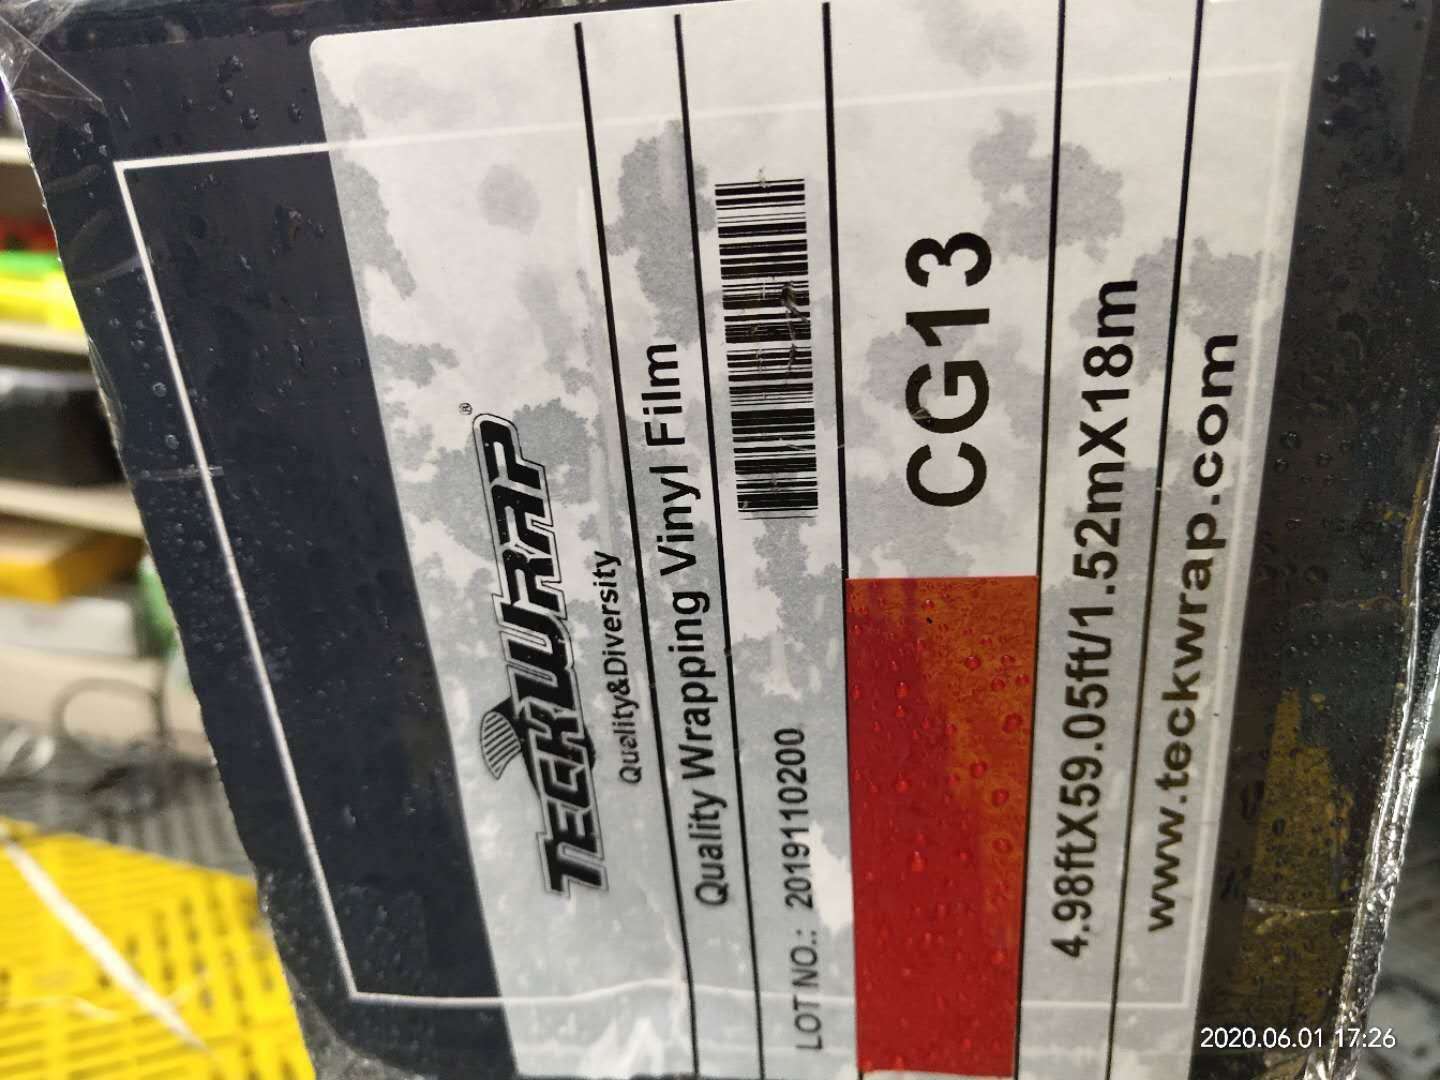 TECKWRAP®
Quality&Diversity
Quality Wrapping Vinyl Film
LOT NO.: 2019110200
CG13
4.98ftX59.05ft/1.52mX18m
www.teckwrap.com
2020.06.01 17:26